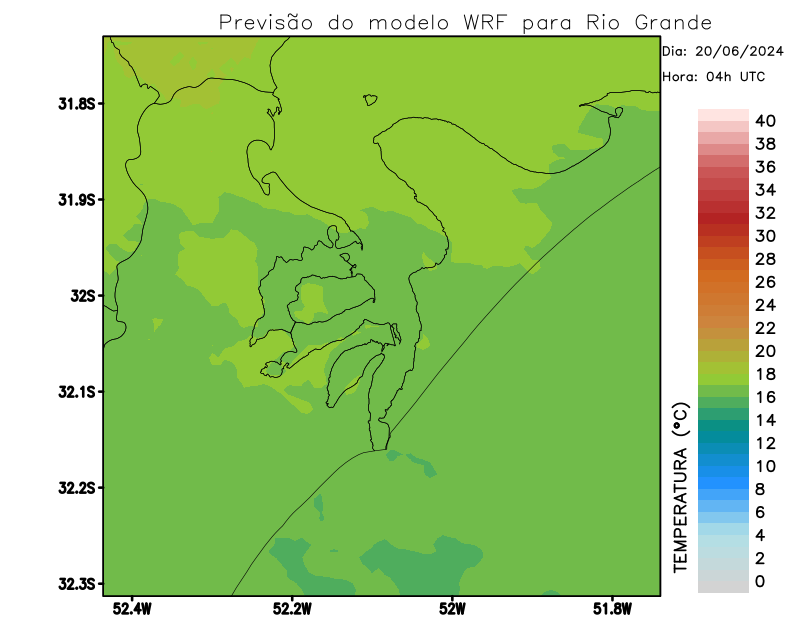 Previsão do modelo WRF para Rio Grande
Dia: 20/06/2024
Hora: 04h UTC
31.8S
31.9S
32S
32.1S
32.2S
32.3S
52.4W
52.2W
52W
51.8W
TEMPERATURA (°C)
40
38
36
34
32
30
28
26
24
22
20
18
16
14
12
10
8
6
4
2
0